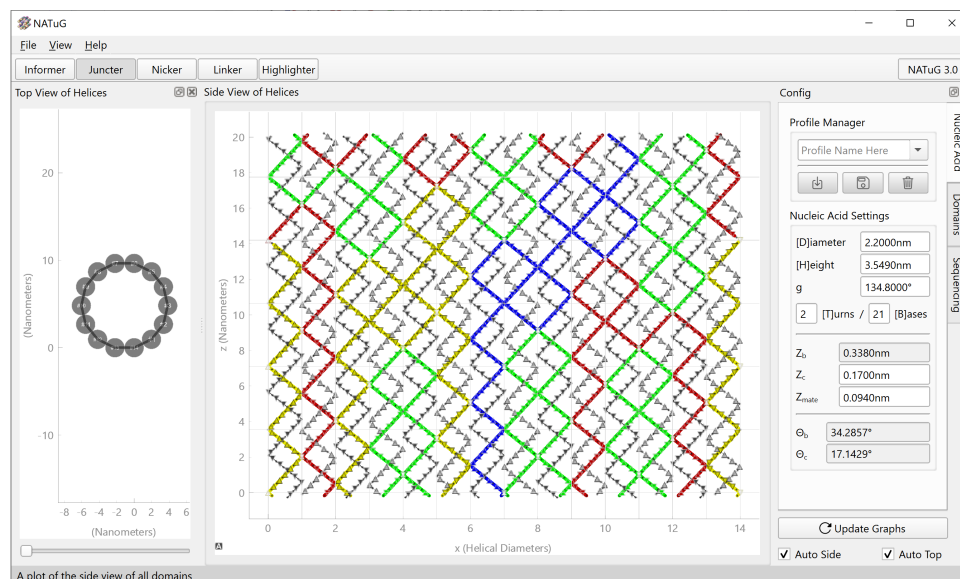 NATuG
File View Help
Informer Juncter Nicker Linker Highlighter NATuG 3.0
Top View of Helices
Side View of Helices
Config
20
10
0
-10
(Nanometers)
-8 -6 -4 -2 0 2 4 6
(Nanometers)
20
18
16
14
12
10
8
6
4
2
0
z (Nanometers)
0 2 4 6 8 10 12 14
x (Helical Diameters)
A
Profile Manager
Profile Name Here
Nucleic Acid Settings
[D]iameter 2.2000nm
[H]eight 3.5490nm
g 134.8000°
2 [T]urns / 21 [B]ases
Zb 0.3380nm
Zc 0.1700nm
Zmate 0.0940nm
Θb 34.2857°
Θc 17.1429°
Update Graphs
Auto Side Auto Top
Nucleic Acid
Domains
Sequencing
A plot of the side view of all domains